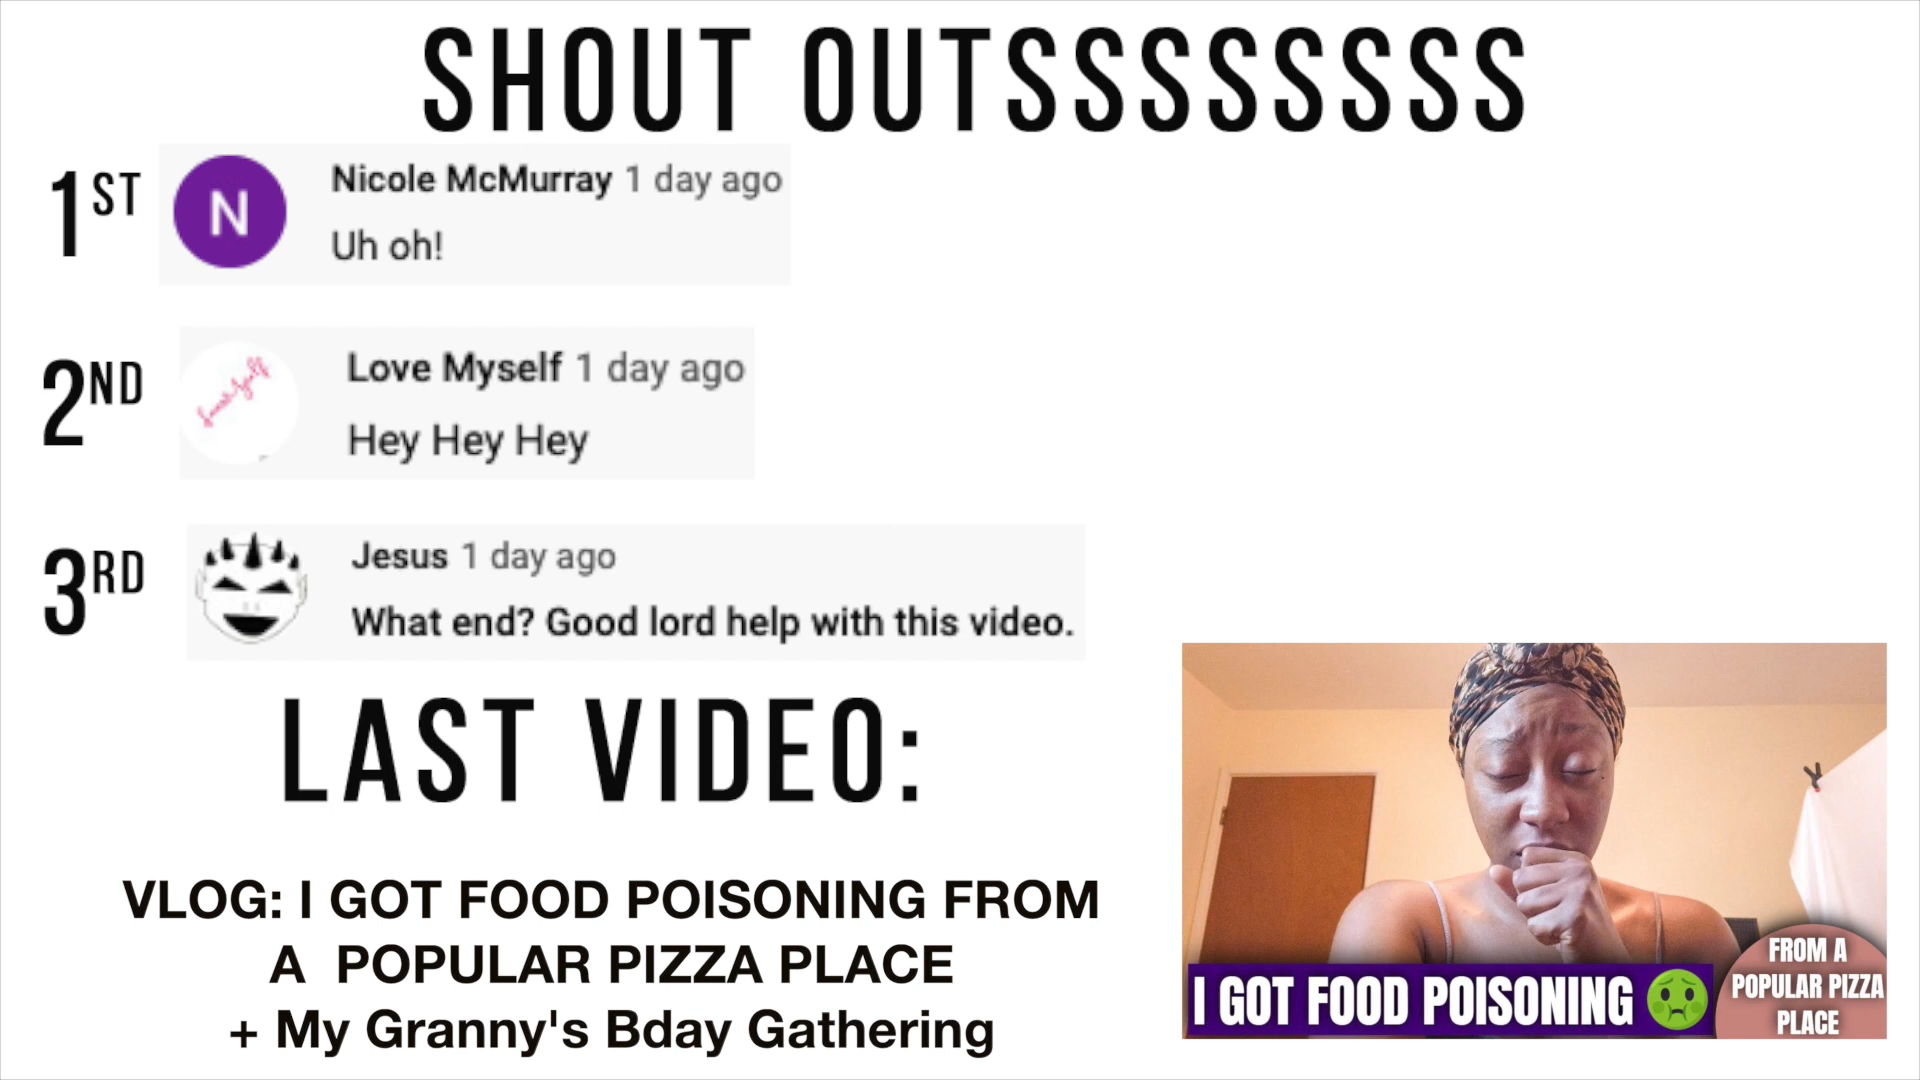 SHOUT OUTSSSSSSSS
1ST
N
Nicole McMurray 1 day ago
Uh oh!
2ND
Love Myself 1 day ago
Hey Hey Hey
3RD
Jesus 1 day ago
What end? Good lord help with this video.
LAST VIDEO:
VLOG: I GOT FOOD POISONING FROM
A POPULAR PIZZA PLACE
+ My Granny's Bday Gathering
I GOT FOOD POISONING
FROM A
POPULAR PIZZA
PLACE